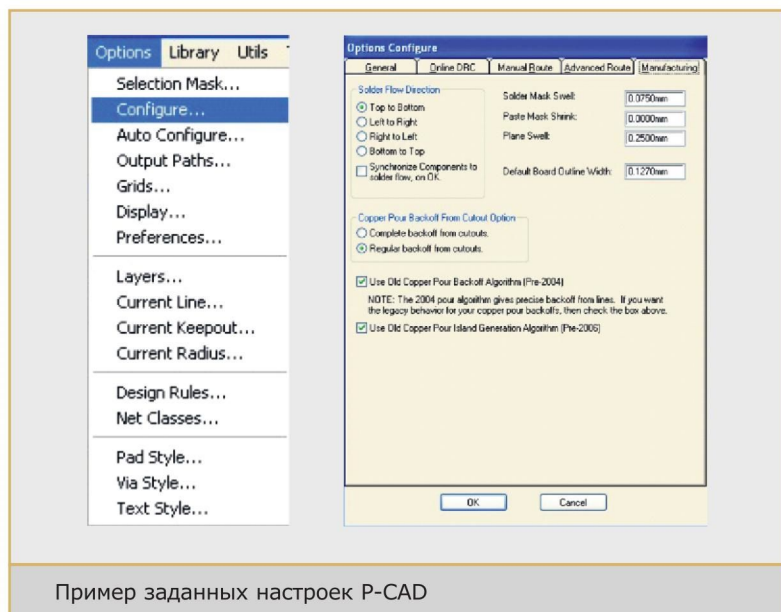 Options Library Utils
Selection Mask...
Configure...
Auto Configure...
Output Paths...
Grids...
Display...
Preferences...
Layers...
Current Line...
Current Keepout...
Current Radius...
Design Rules...
Net Classes...
Pad Style...
Via Style...
Text Style...
Options Configure
General Online DRC Manual Route Advanced Route Manufacturing
Solder Flow Direction
Top to Bottom
Left to Right
Right to Left
Bottom to Top
Synchronize Components to
solder flow, on OK.
Solder Mask Swell: 0.0750mm
Paste Mask Shrink: 0.0000mm
Plane Swell: 0.2500mm
Default Board Outline Width: 0.1270mm
Copper Pour Backoff From Cutout Option
Complete backoff from cutouts.
Regular backoff from cutouts.
Use Old Copper Pour Backoff Algorithm (Pre-2004)
NOTE: The 2004 pour algorithm gives precise backoff from lines. If you want
the legacy behavior for your copper pour backoffs, then check the box above.
Use Old Copper Pour Island Generation Algorithm (Pre-2006)
OK Cancel
Пример заданных настроек P-CAD